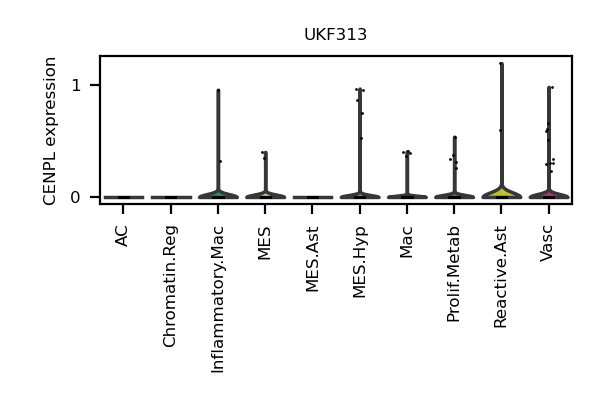 UKF313
CENPL expression
1
0
AC
Chromatin.Reg
Inflammatory.Mac
MES
MES.Ast
MES.Hyp
Mac
Prolif.Metab
Reactive.Ast
Vasc